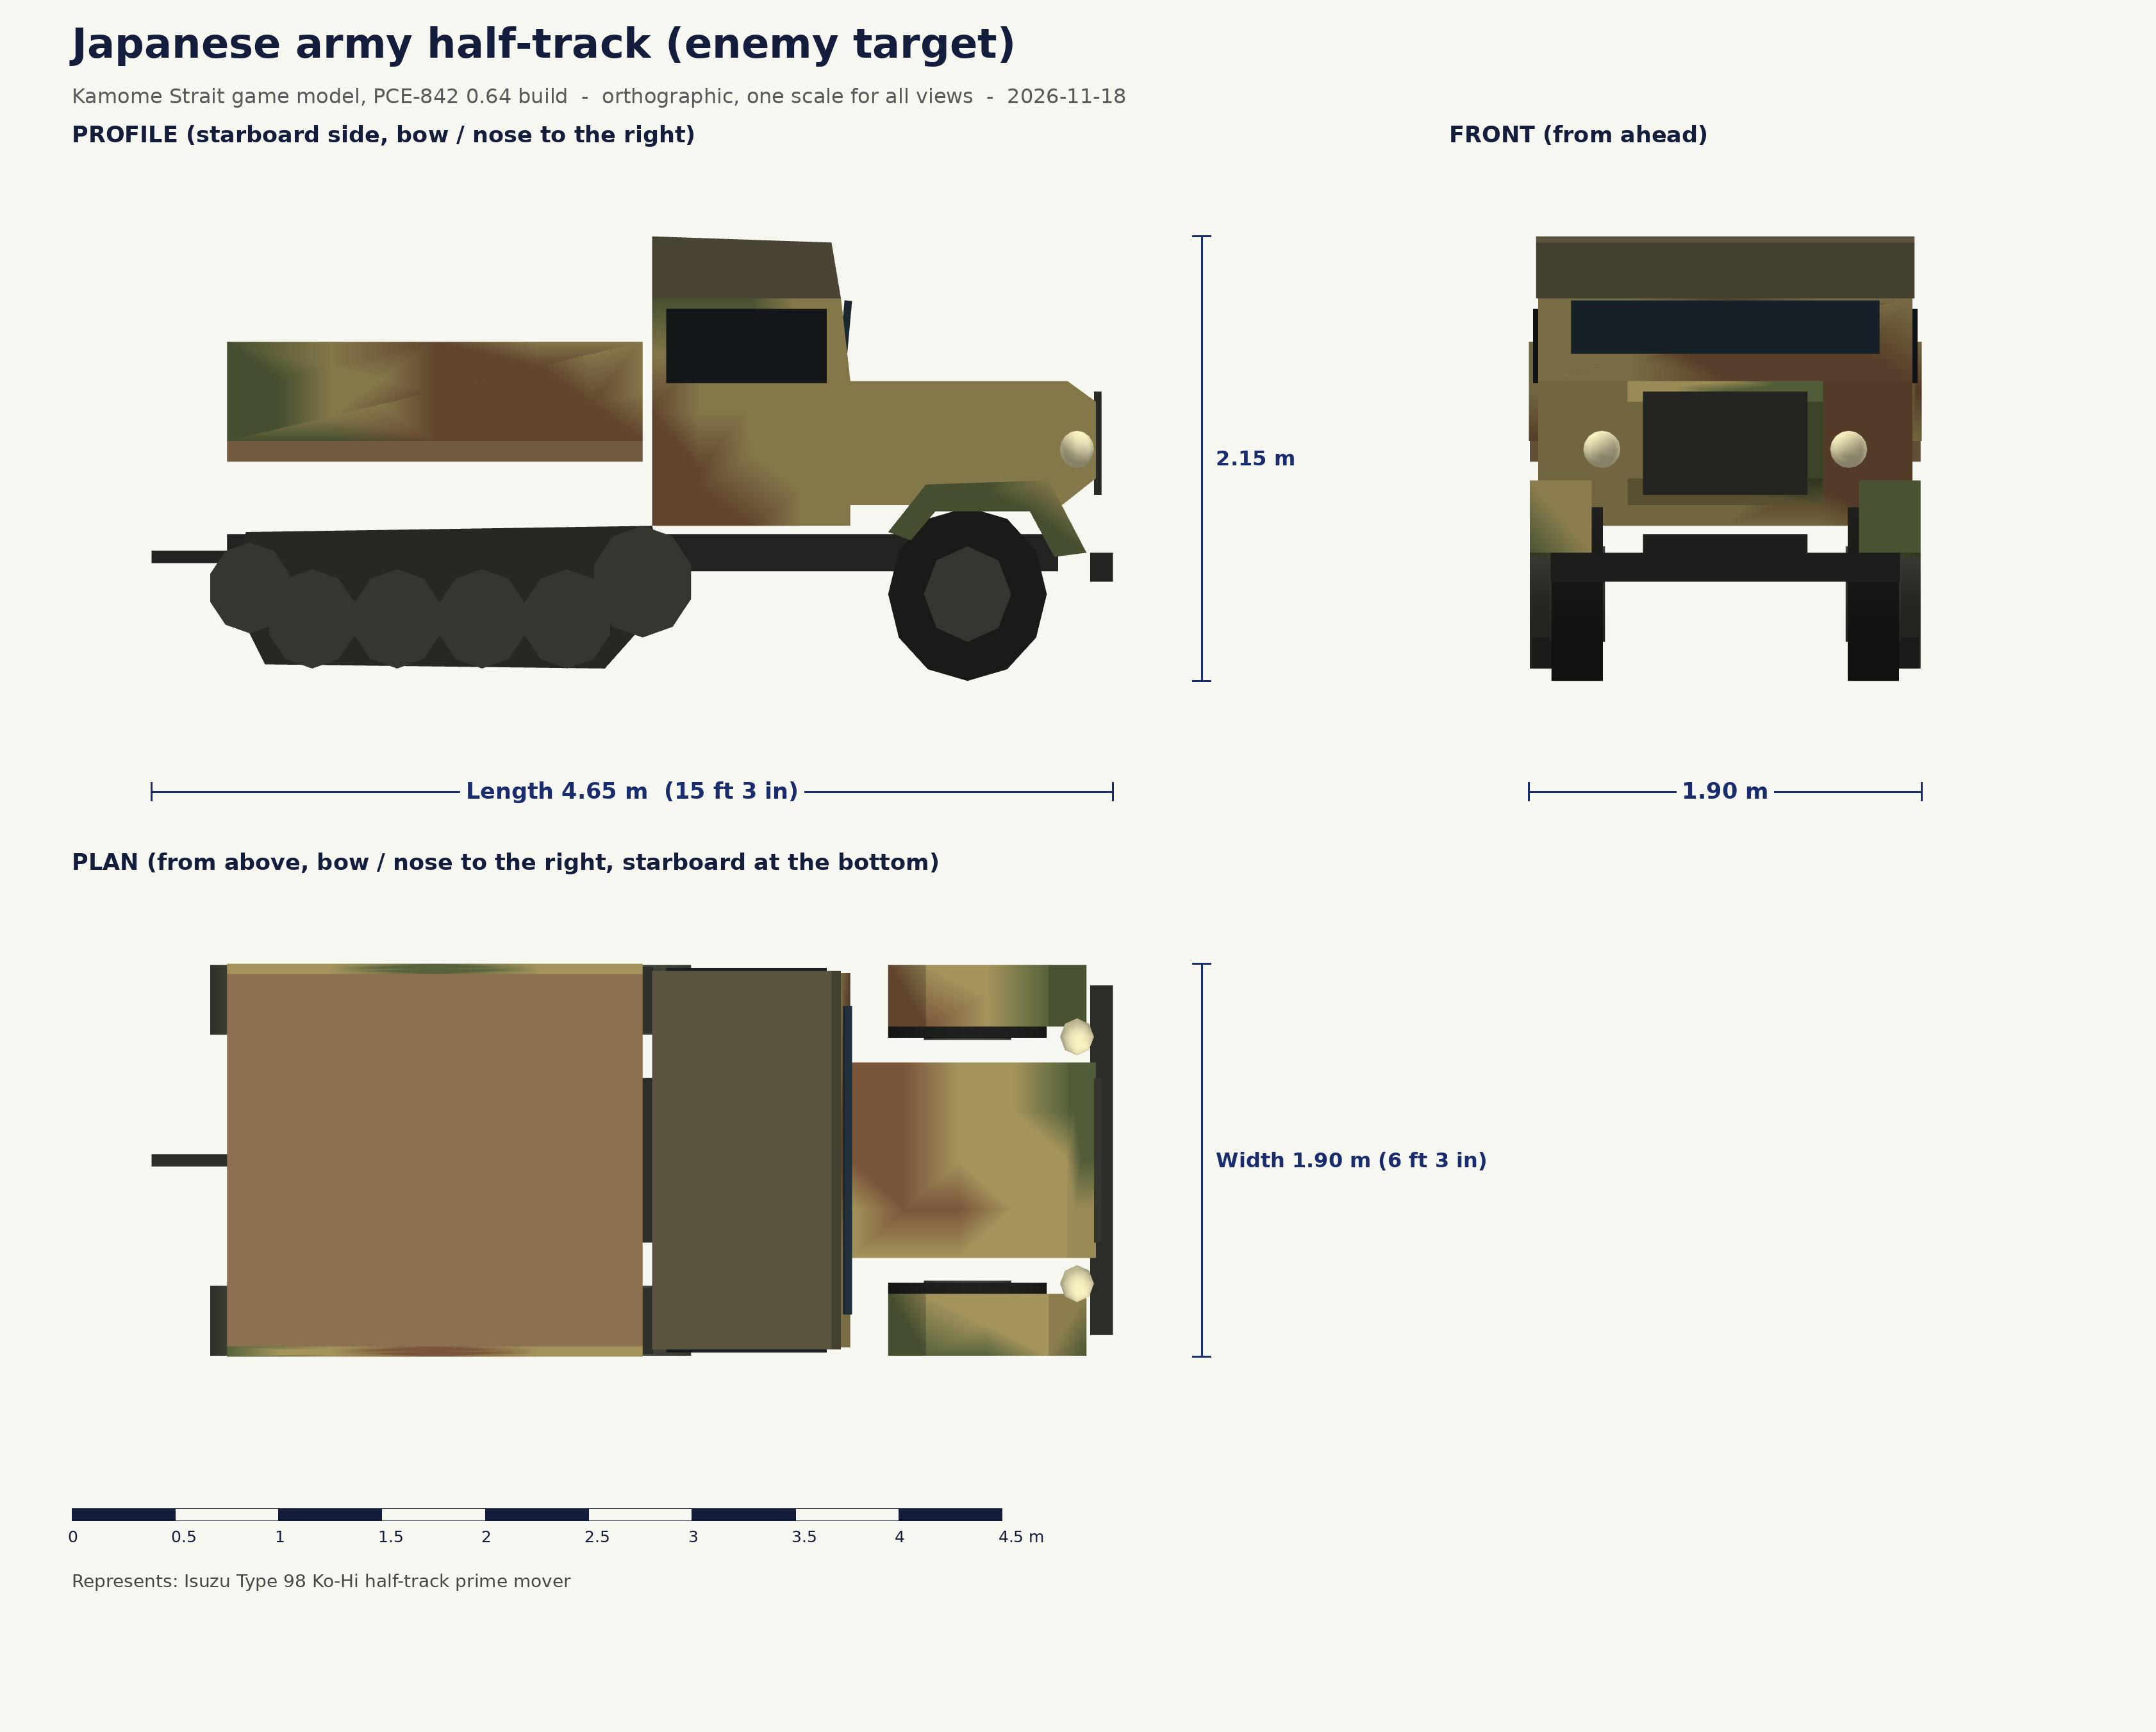 Japanese army half-track (enemy target)
Kamome Strait game model, PCE-842 0.64 build - orthographic, one scale for all views - 2026-11-18
PROFILE (starboard side, bow / nose to the right)
FRONT (from ahead)
2.15 m
Length 4.65 m (15 ft 3 in)
1.90 m
PLAN (from above, bow / nose to the right, starboard at the bottom)
Width 1.90 m (6 ft 3 in)
0 0.5 1 1.5 2 2.5 3 3.5 4 4.5 m
Represents: Isuzu Type 98 Ko-Hi half-track prime mover